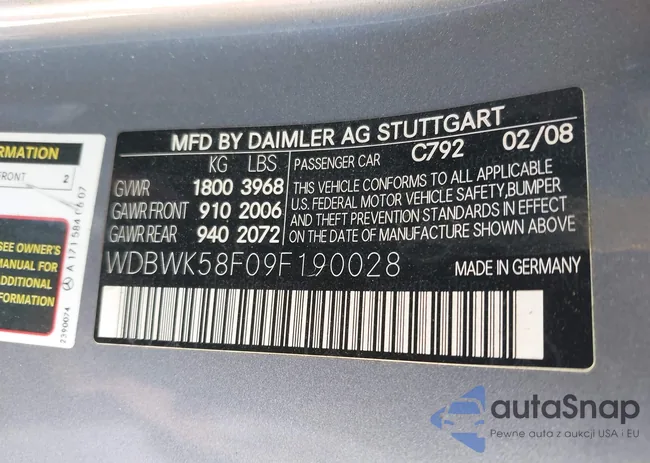 MFD BY DAIMLER AG STUTTGART
KG LBS PASSENGER CAR C792 02/08
GVWR 1800 3968
GAWR FRONT 910 2006
GAWR REAR 940 2072
THIS VEHICLE CONFORMS TO ALL APPLICABLE
U.S. FEDERAL MOTOR VEHICLE SAFETY,BUMPER
AND THEFT PREVENTION STANDARDS IN EFFECT
ON THE DATE OF MANUFACTURE SHOWN ABOVE
WDBWK58F09F190028 MADE IN GERMANY
RMATION
FRONT 2
SEE OWNER'S
MANUAL FOR
ADDITIONAL
A 171 584 06 07
7390074
autaSnap
Pewne auta z aukcji USA i EU